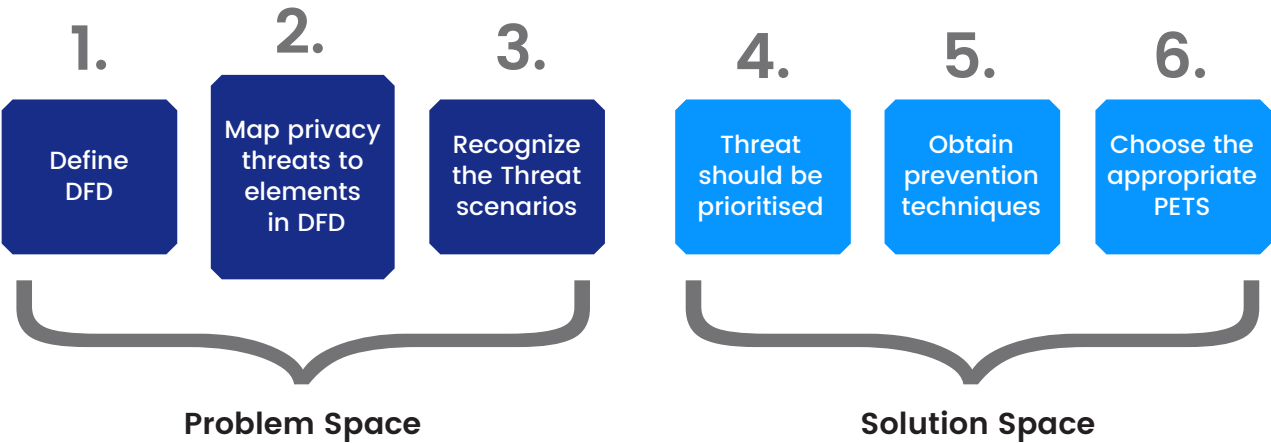 1.
Define
DFD
2.
Map privacy
threats to
elements
in DFD
3.
Recognize
the Threat
scenarios
4.
Threat
should be
prioritised
5.
Obtain
prevention
techniques
6.
Choose the
appropriate
PETS
Problem Space
Solution Space